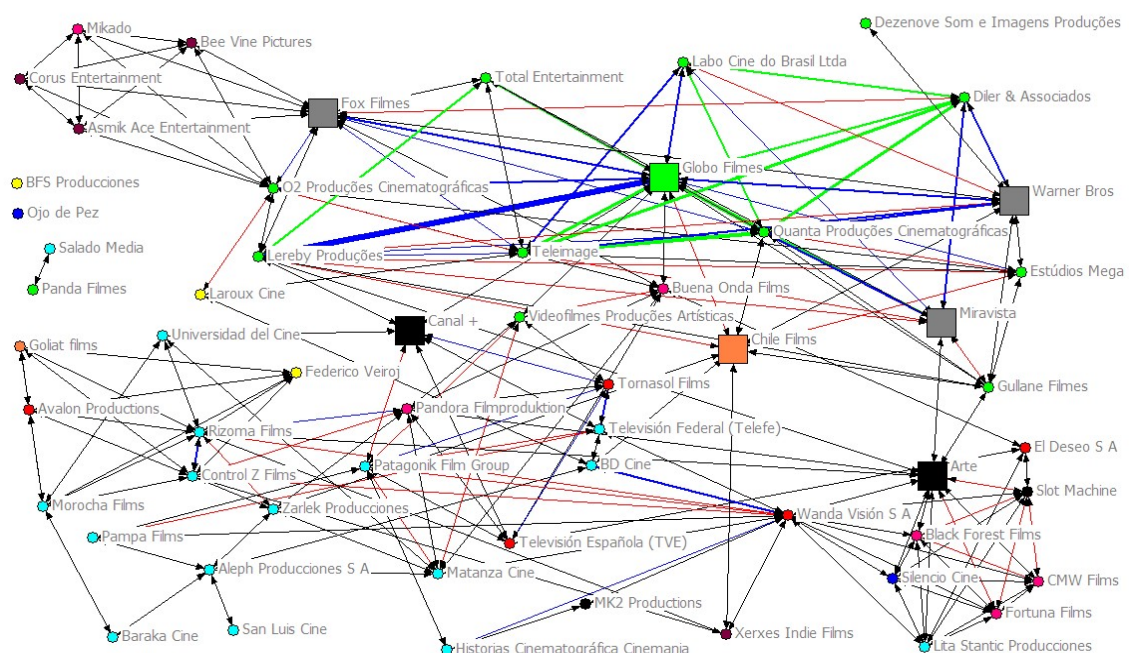 Mikado
Bee Vine Pictures
Dezenove Som e Imagens Produções
Corus Entertainment
Total Entertainment
Labo Cine do Brasil Ltda
Fox Filmes
Diler & Associados
Asmik Ace Entertainment
BFS Producciones
O2 Produções Cinematográficas
Globo Filmes
Warner Bros
Ojo de Pez
Salado Media
Lereby Produções
Teleimage
Quanta Produções Cinematográficas
Panda Filmes
Laroux Cine
Buena Onda Films
Estúdios Mega
Universidad del Cine
Canal +
Videofilmes Produções Artísticas
Chile Films
Miravista
Goliat films
Federico Veiroj
Tornasol Films
Gullane Filmes
Avalon Productions
Rizoma Films
Pandora Filmproduktion
Televisión Federal (Telefe)
El Deseo S A
Control Z Films
Patagonik Film Group
BD Cine
Arte
Slot Machine
Morocha Films
Zarlek Producciones
Wanda Visión S A
Pampa Films
Televisión Española (TVE)
Black Forest Films
Aleph Producciones S A
Matanza Cine
Silencio Cine
CMW Films
MK2 Productions
Fortuna Films
Baraka Cine
San Luis Cine
Xerxes Indie Films
Historias Cinematográfica Cinemania
Lita Stantic Producciones